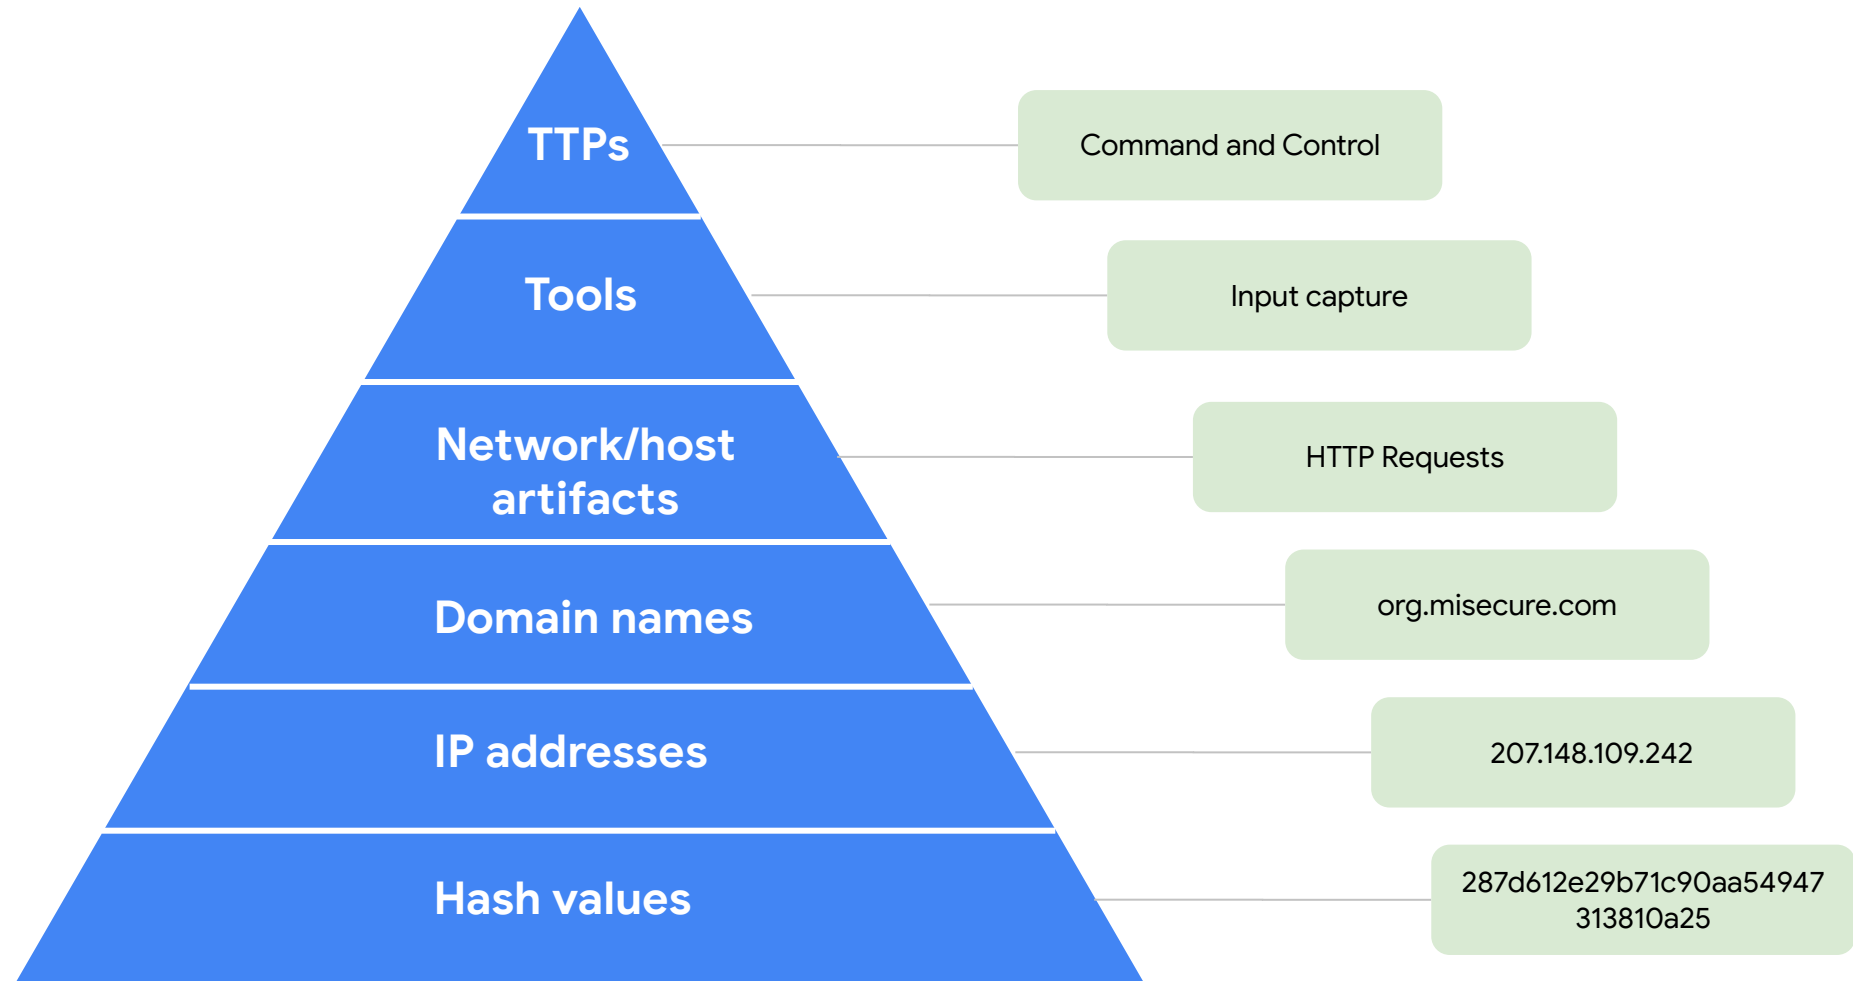 TTPs
Command and Control
Tools
Input capture
Network/host
artifacts
HTTP Requests
Domain names
org.misecure.com
IP addresses
207.148.109.242
Hash values
287d612e29b71c90aa54947
313810a25